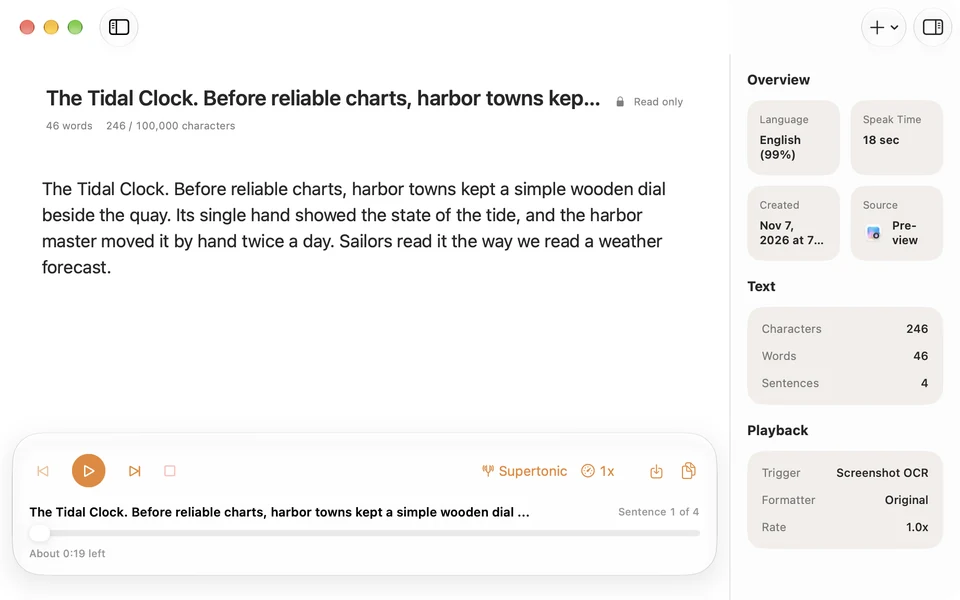 The Tidal Clock. Before reliable charts, harbor towns kep...
Read only
46 words 246 / 100,000 characters
The Tidal Clock. Before reliable charts, harbor towns kept a simple wooden dial
beside the quay. Its single hand showed the state of the tide, and the harbor
master moved it by hand twice a day. Sailors read it the way we read a weather
forecast.
Supertonic
1x
The Tidal Clock. Before reliable charts, harbor towns kept a simple wooden dial ...
Sentence 1 of 4
About 0:19 left
Overview
Language
English
(99%)
Speak Time
18 sec
Created
Nov 7,
2026 at 7...
Source
Pre-
view
Text
Characters 246
Words 46
Sentences 4
Playback
Trigger Screenshot OCR
Formatter Original
Rate 1.0x